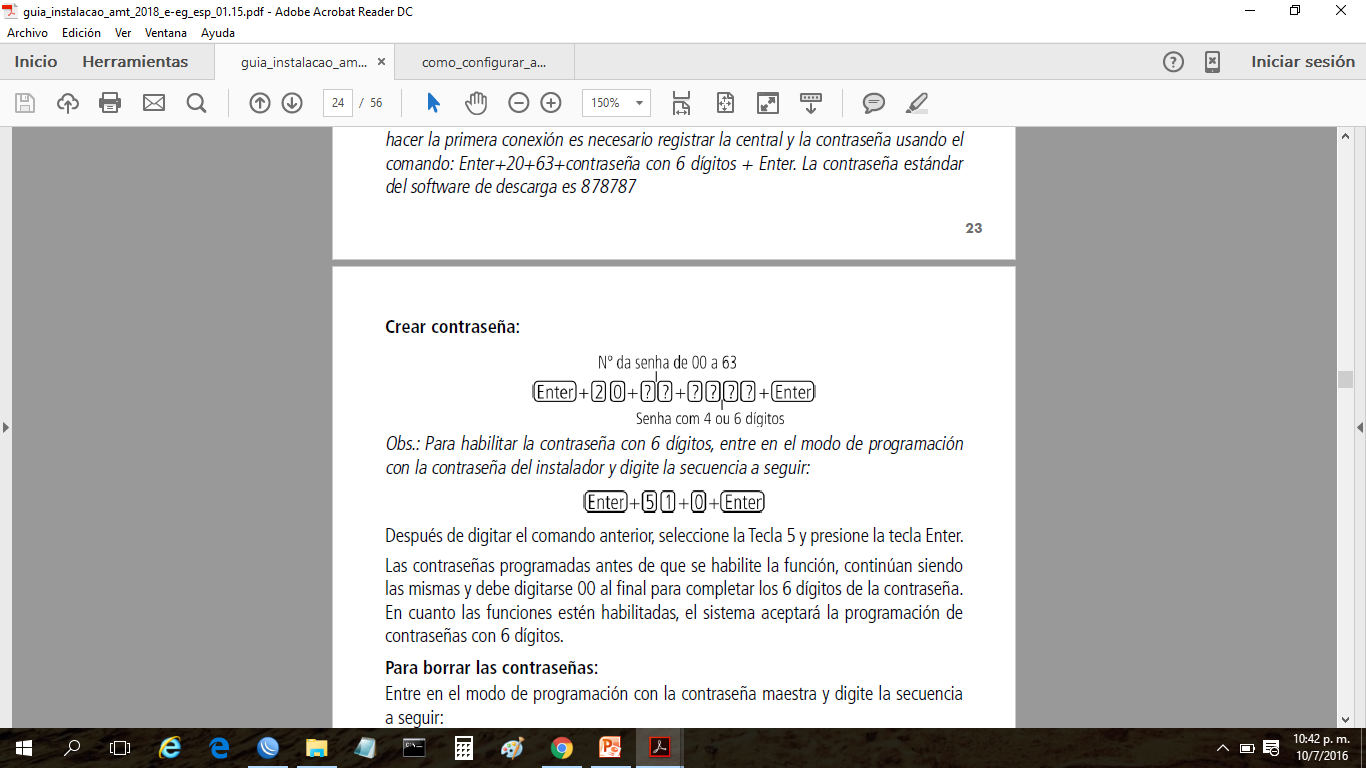 guia_instalacao_amt_2018_e-eg_esp_01.15.pdf - Adobe Acrobat Reader DC
Archivo Edición Ver Ventana Ayuda
Inicio Herramientas guia_instalacao_am... × como_configurar_a... Iniciar sesión
24 / 56 150%
hacer la primera conexión es necesario registrar la central y la contraseña usando el
comando: Enter+20+63+contraseña con 6 dígitos + Enter. La contraseña estándar
del software de descarga es 878787
23
Crear contraseña:
Nº da senha de 00 a 63
Enter+20+??+????+Enter
Senha com 4 ou 6 dígitos
Obs.: Para habilitar la contraseña con 6 dígitos, entre en el modo de programación
con la contraseña del instalador y digite la secuencia a seguir:
Enter+51+0+Enter
Después de digitar el comando anterior, seleccione la Tecla 5 y presione la tecla Enter.
Las contraseñas programadas antes de que se habilite la función, continúan siendo
las mismas y debe digitarse 00 al final para completar los 6 dígitos de la contraseña.
En cuanto las funciones estén habilitadas, el sistema aceptará la programación de
contraseñas con 6 dígitos.
Para borrar las contraseñas:
Entre en el modo de programación con la contraseña maestra y digite la secuencia
a seguir:
10:42 p. m.
10/7/2016